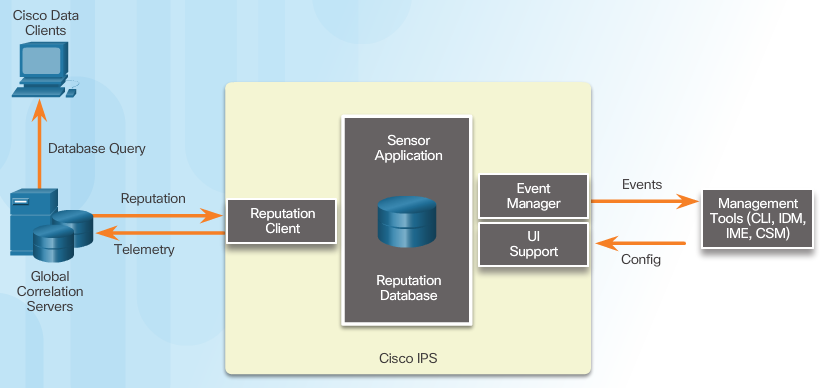 Cisco Data
Clients
Database Query
Reputation
Telemetry
Global
Correlation
Servers
Reputation
Client
Sensor
Application
Reputation
Database
Event
Manager
UI
Support
Cisco IPS
Events
Config
Management
Tools (CLI, IDM,
IME, CSM)